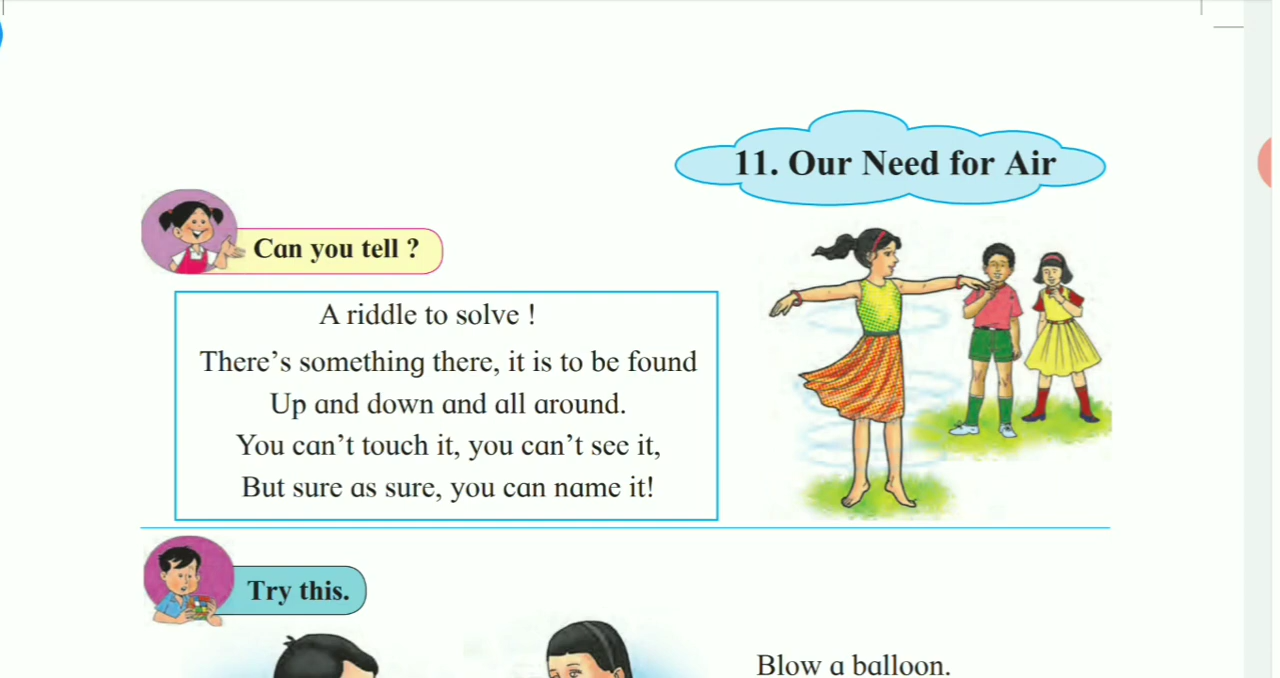 11. Our Need for Air
Can you tell ?
A riddle to solve !
There's something there, it is to be found
Up and down and all around.
You can't touch it, you can't see it,
But sure as sure, you can name it!
Try this.
Blow a balloon.